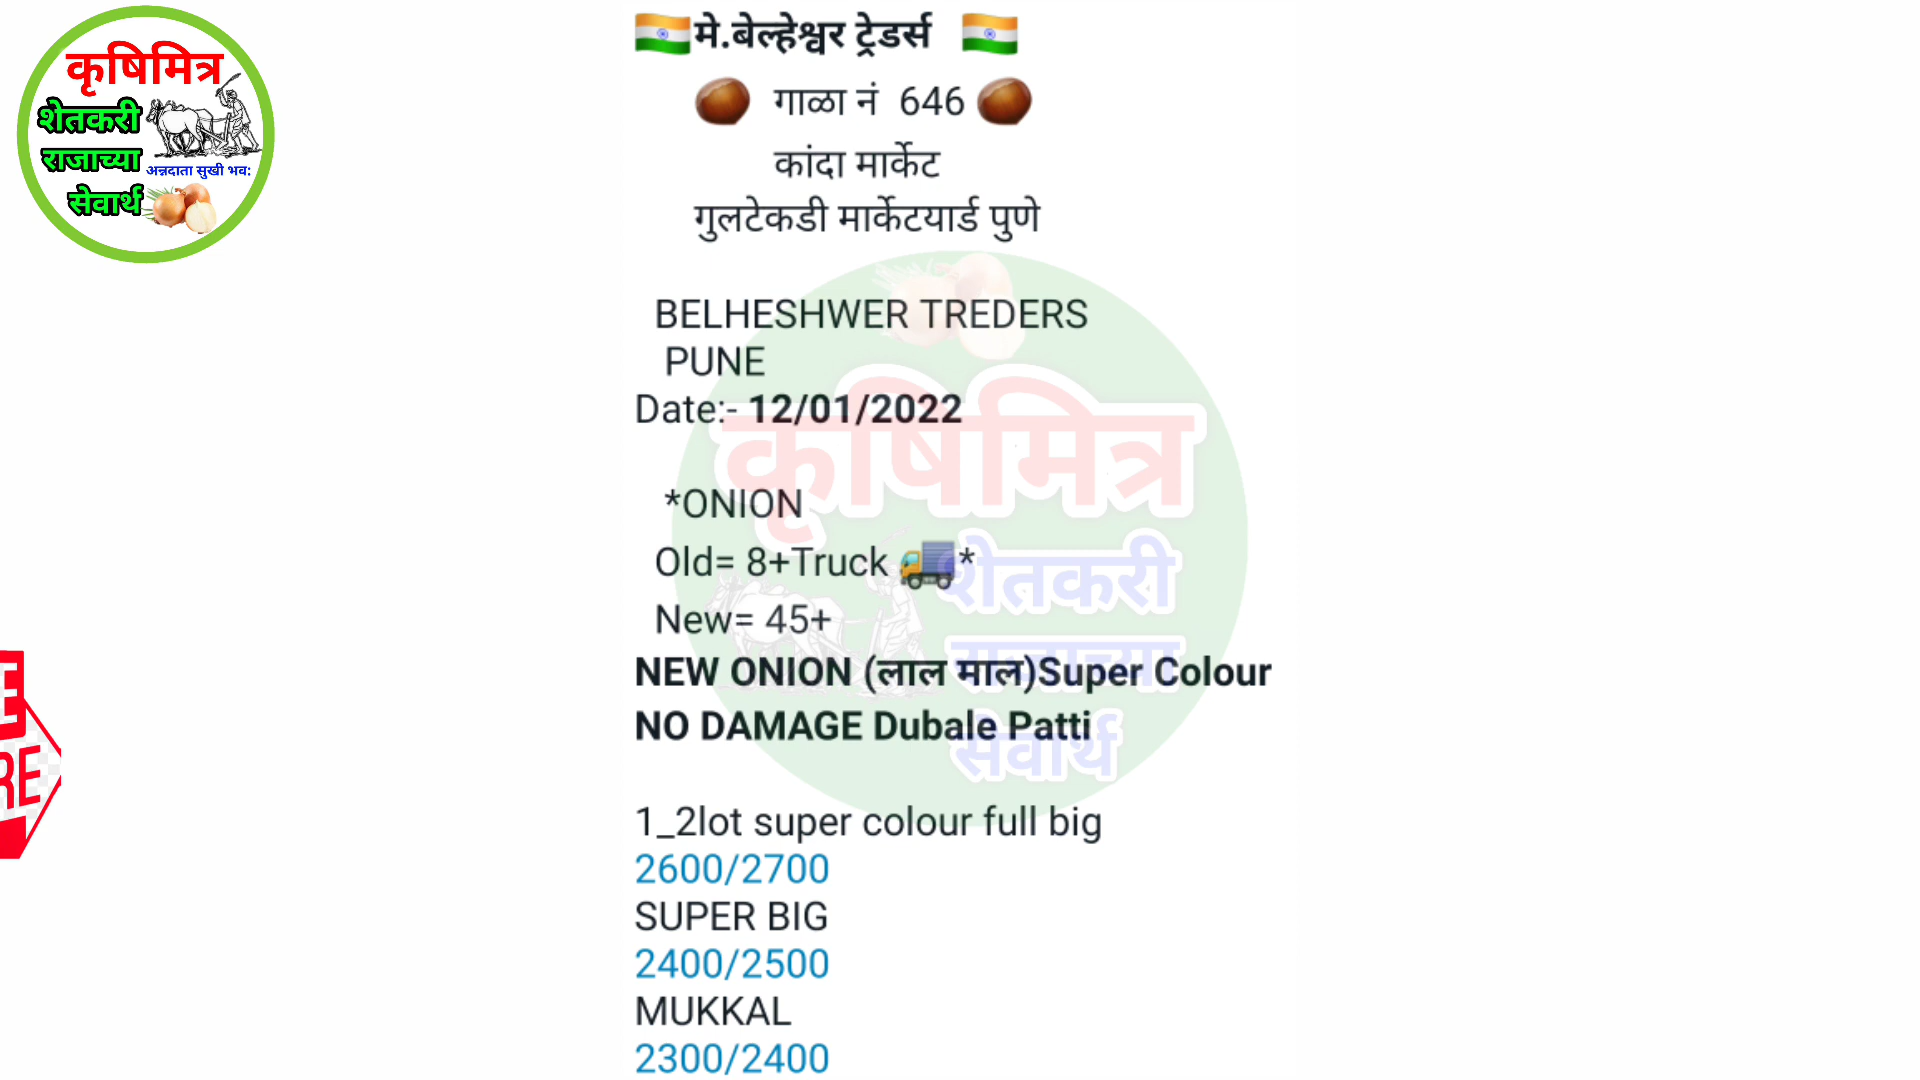 कृषिमित्र
शेतकरी
राजाच्या
अन्नदाता सुखी भव:
सेवार्थ
मे.बेल्हेश्वर ट्रेडर्स
गाळा नं 646
कांदा मार्केट
गुलटेकडी मार्केटयार्ड पुणे
BELHESHWER TREDERS
PUNE
Date:- 12/01/2022
*ONION
Old= 8+Truck 🚛*
New= 45+
NEW ONION (लाल माल)Super Colour
NO DAMAGE Dubale Patti
1_2lot super colour full big
2600/2700
SUPER BIG
2400/2500
MUKKAL
2300/2400
कृषिमित्र
शेतकरी
राजाच्या
सेवार्थ
RE